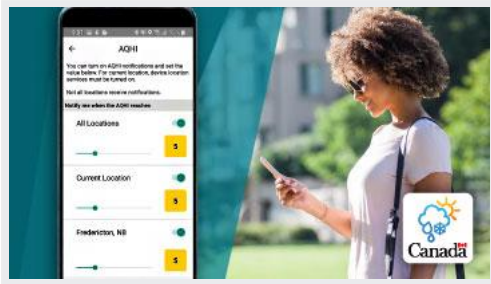 AQHI
You can turn on AQHI notifications and set the
value below. For current location, device location
services must be turned on.
Not all locations receive notifications.
Notify me when the AQHI reaches
All Locations
5
Current Location
5
Fredericton, NB
5
Canada